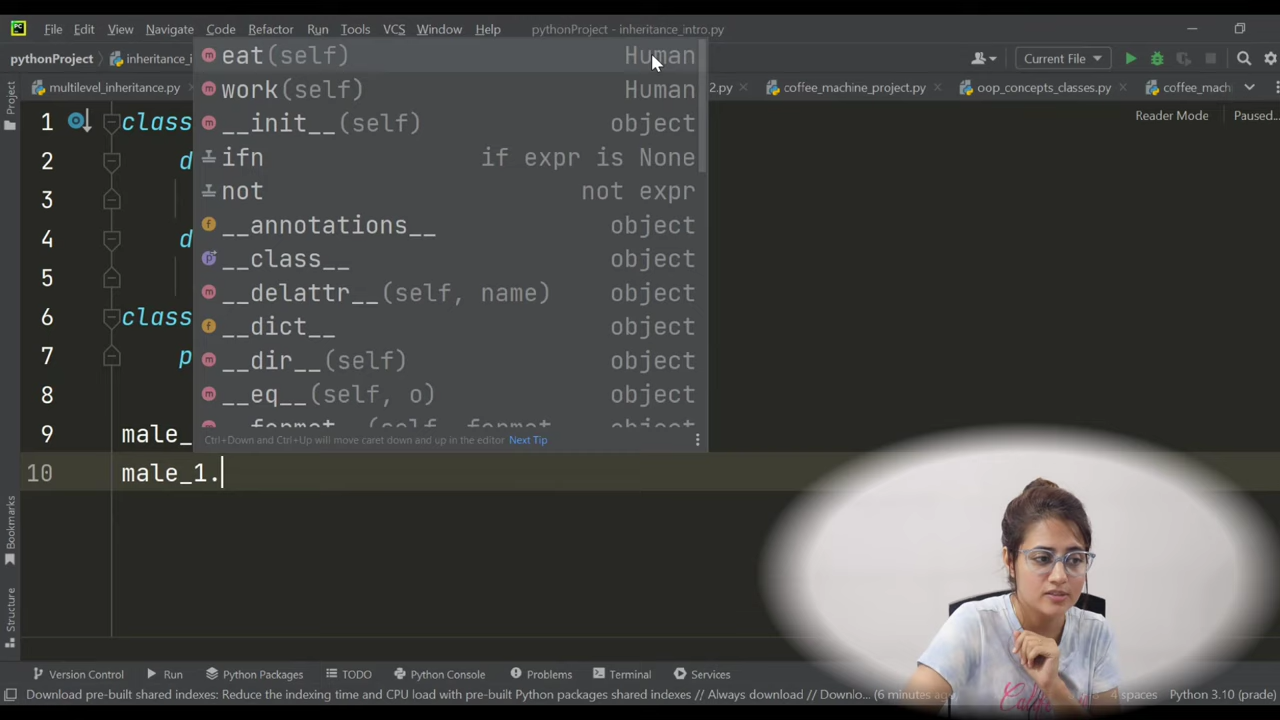 PC File Edit View Navigate Code Refactor Run Tools VCS Window Help pythonProject - inheritance_intro.py
pythonProject inheritance_i Current File
multilevel_inheritance.py 2.py coffee_machine_project.py oop_concepts_classes.py coffee_machi
Project
Reader Mode Paused...
eat(self) Human
work(self) Human
__init__(self) object
ifn if expr is None
not not expr
__annotations__ object
__class__ object
__delattr__(self, name) object
__dict__ object
__dir__(self) object
__eq__(self, o) object
__format__(self, format object
Ctrl+Down and Ctrl+Up will move caret down and up in the editor Next Tip
1 class
2 d
3
4 d
5
6 class
7 p
8
9 male_
10 male_1.
Bookmarks
Structure
Version Control Run Python Packages TODO Python Console Problems Terminal Services
Download pre-built shared indexes: Reduce the indexing time and CPU load with pre-built Python packages shared indexes // Always download // Downlo... (6 minutes ago) 4 spaces Python 3.10 (prade)